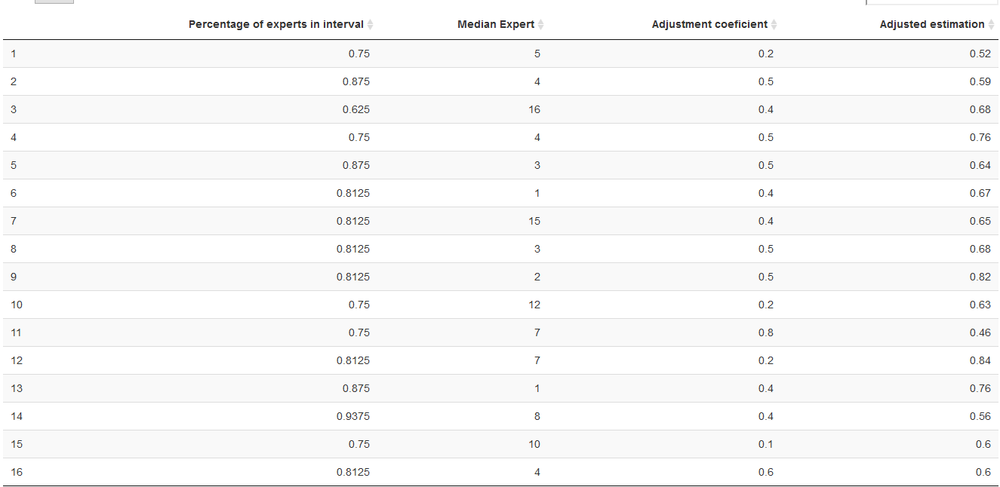 Percentage of experts in interval Median Expert Adjustment coeficient Adjusted estimation
1 0.75 5 0.2 0.52
2 0.875 4 0.5 0.59
3 0.625 16 0.4 0.68
4 0.75 4 0.5 0.76
5 0.875 3 0.5 0.64
6 0.8125 1 0.4 0.67
7 0.8125 15 0.4 0.65
8 0.8125 3 0.5 0.68
9 0.8125 2 0.5 0.82
10 0.75 12 0.2 0.63
11 0.75 7 0.8 0.46
12 0.8125 7 0.2 0.84
13 0.875 1 0.4 0.76
14 0.9375 8 0.4 0.56
15 0.75 10 0.1 0.6
16 0.8125 4 0.6 0.6